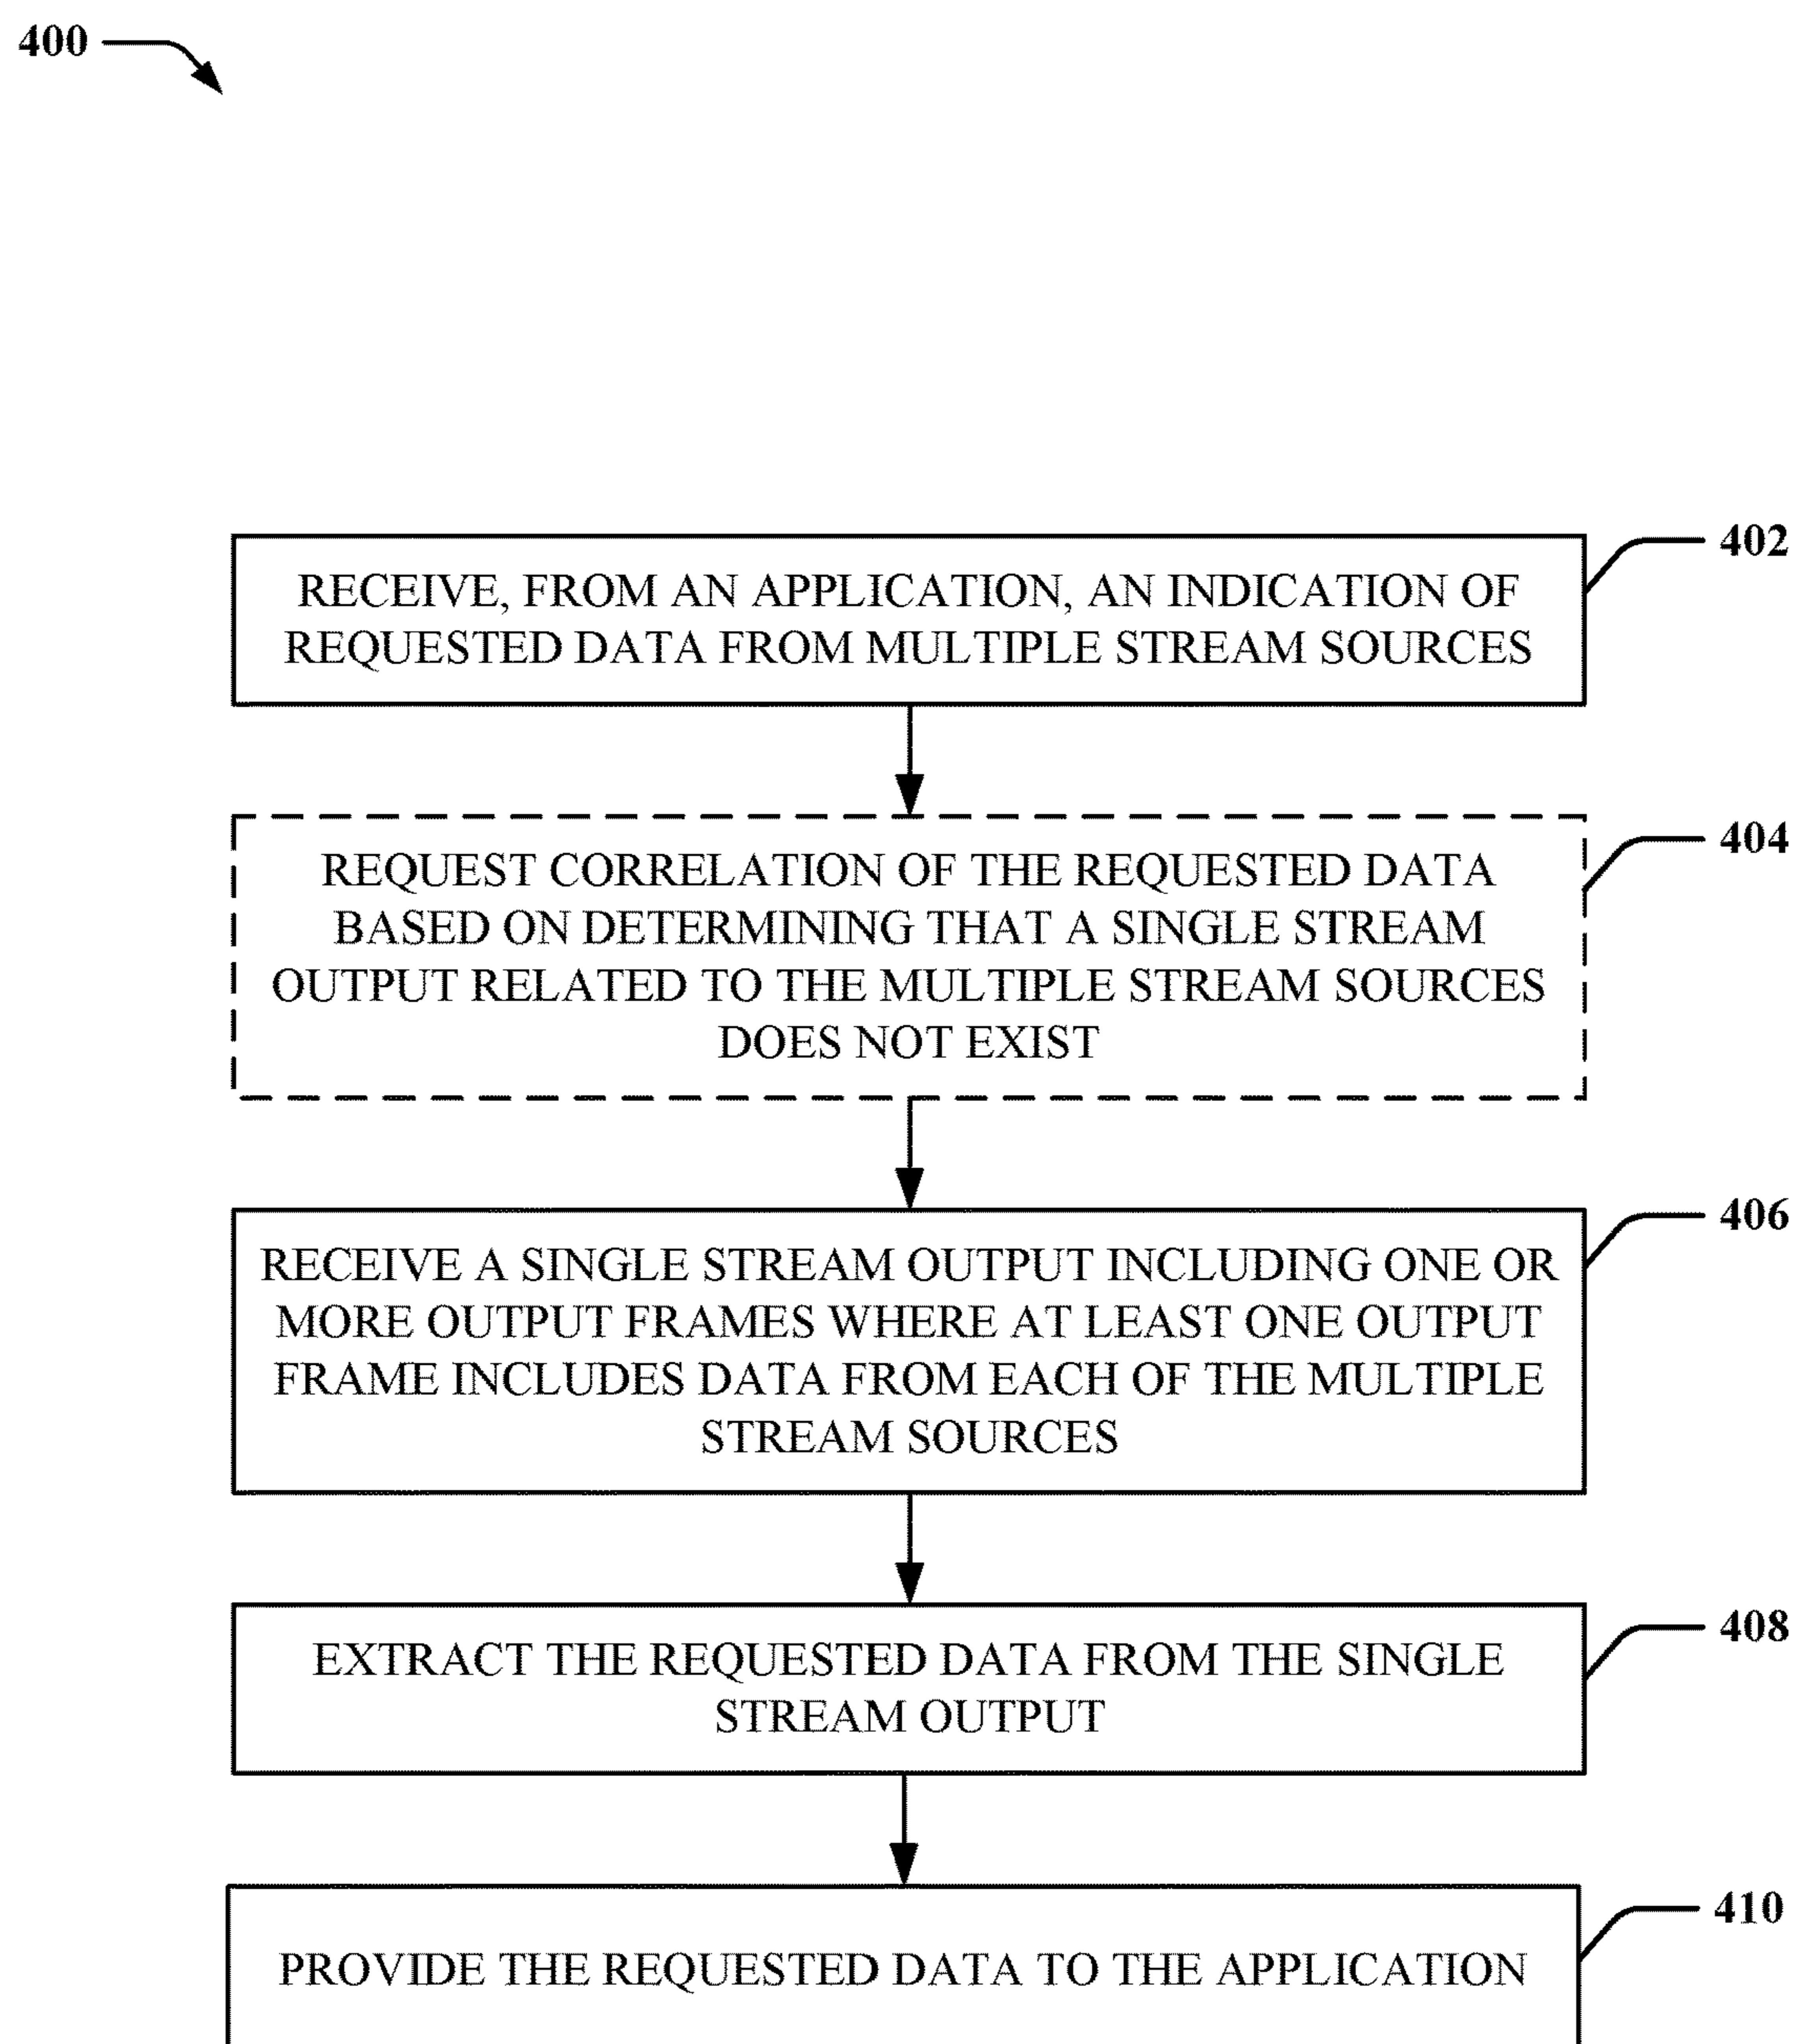 400
402
RECEIVE, FROM AN APPLICATION, AN INDICATION OF
REQUESTED DATA FROM MULTIPLE STREAM SOURCES
404
REQUEST CORRELATION OF THE REQUESTED DATA
BASED ON DETERMINING THAT A SINGLE STREAM
OUTPUT RELATED TO THE MULTIPLE STREAM SOURCES
DOES NOT EXIST
406
RECEIVE A SINGLE STREAM OUTPUT INCLUDING ONE OR
MORE OUTPUT FRAMES WHERE AT LEAST ONE OUTPUT
FRAME INCLUDES DATA FROM EACH OF THE MULTIPLE
STREAM SOURCES
408
EXTRACT THE REQUESTED DATA FROM THE SINGLE
STREAM OUTPUT
410
PROVIDE THE REQUESTED DATA TO THE APPLICATION